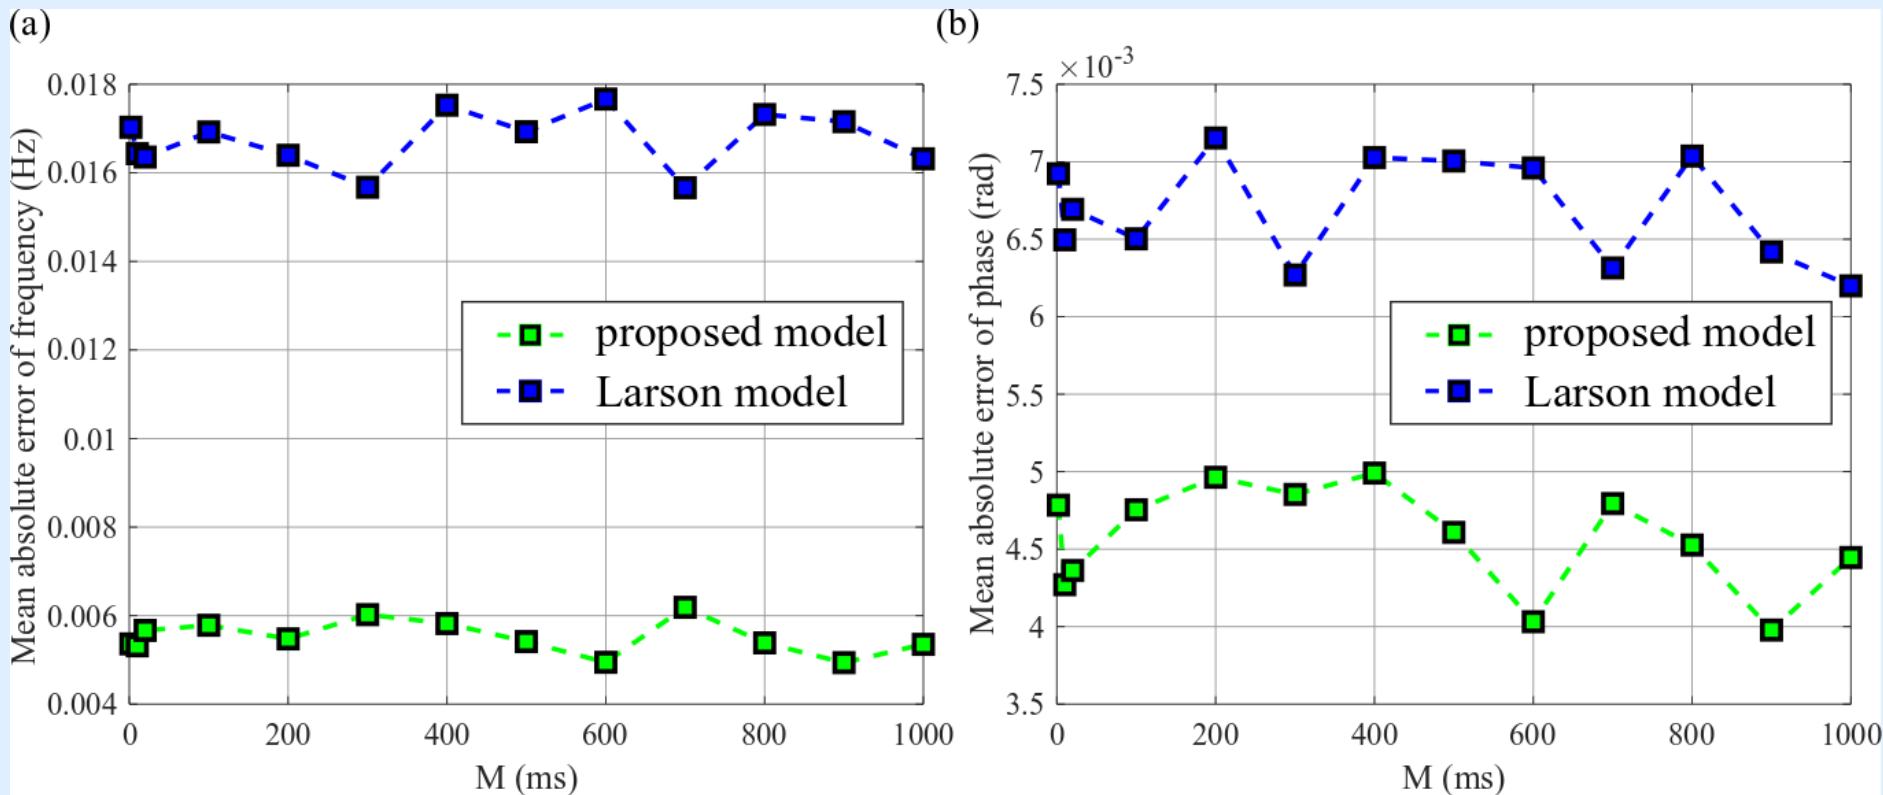 (a)
Mean absolute error of frequency (Hz)
0.018
0.016
0.014
0.012
0.01
0.008
0.006
0.004
0 200 400 600 800 1000
M (ms)
proposed model
Larson model
(b)
×10⁻³
Mean absolute error of phase (rad)
7.5
7
6.5
6
5.5
5
4.5
4
3.5
0 200 400 600 800 1000
M (ms)
proposed model
Larson model